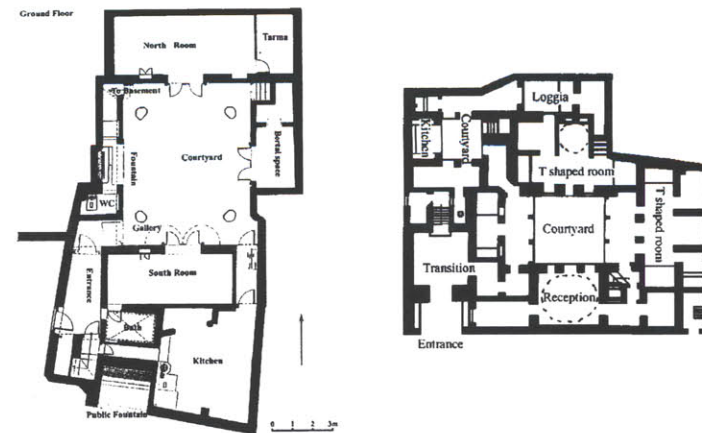 Ground Floor
North Room
Tarma
To Basement
Fountain
Courtyard
Bortal space
WC
Gallery
South Room
Entrance
Bath
Kitchen
Public Fountain
0 1 2 3m
Loggia
Kitchen
Courtyard
T shaped room
T shaped room
Courtyard
Transition
Reception
Entrance